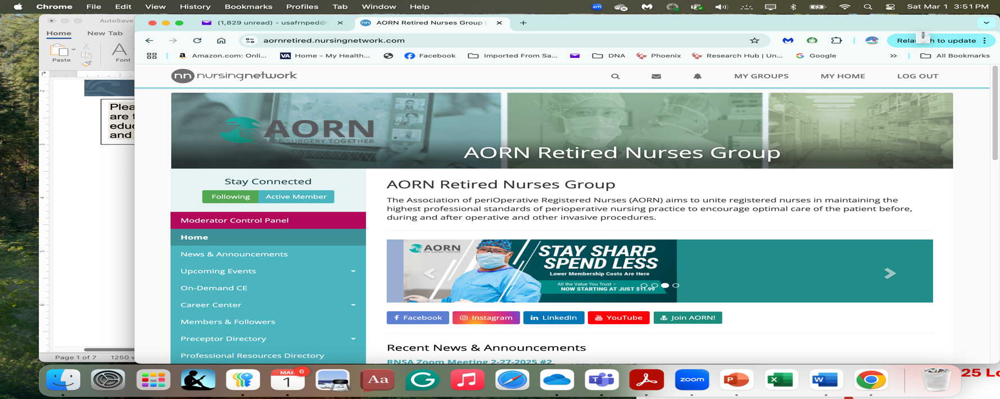 Chrome File Edit View History Bookmarks Profiles Tab Window Help zm Sat Mar 1 3:51 PM
AutoSave
(1,829 unread) - usafrnped@
AORN Retired Nurses Group |
Home New Tab
aornretired.nursingnetwork.com
to update
Paste
Font
Amazon.com: Onli...
VA Home - My Health...
Facebook
Imported From Sa...
DNA
Phoenix
Research Hub | Un...
Google
All Bookmarks
nn nursingnetwork
MY GROUPS MY HOME LOG OUT
Plea
are t
educ
and
AORN
SAFE SURGERY TOGETHER
AORN Retired Nurses Group
Stay Connected
Following Active Member
Moderator Control Panel
Home
News & Announcements
Upcoming Events
On-Demand CE
Career Center
Members & Followers
Preceptor Directory
Professional Resources Directory
AORN Retired Nurses Group
The Association of periOperative Registered Nurses (AORN) aims to unite registered nurses in maintaining the
highest professional standards of perioperative nursing practice to encourage optimal care of the patient before,
during and after operative and other invasive procedures.
AORN
SAFE SURGERY TOGETHER
STAY SHARP
SPEND LESS
Lower Membership Costs Are Here
All the Value You Trust –
NOW STARTING AT JUST $11.99
Facebook Instagram LinkedIn YouTube Join AORN!
Recent News & Announcements
RNSA Zoom Meeting 2-27-2025 #2
Page 1 of 7 1250 w
MAR 6
1
Aa
zoom
P
X
W
25 Lo